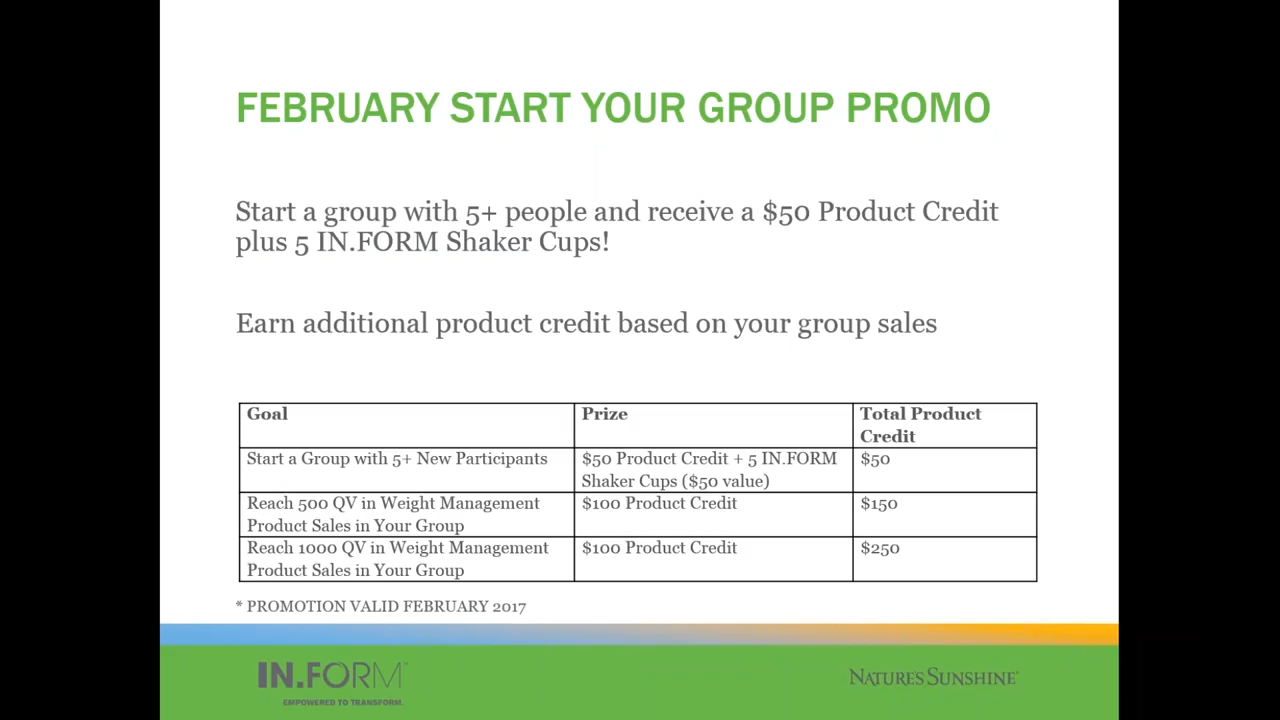 FEBRUARY START YOUR GROUP PROMO
Start a group with 5+ people and receive a $50 Product Credit
plus 5 IN.FORM Shaker Cups!
Earn additional product credit based on your group sales
Goal
Prize
Total Product
Credit
Start a Group with 5+ New Participants
$50 Product Credit + 5 IN.FORM
Shaker Cups ($50 value)
$50
Reach 500 QV in Weight Management
Product Sales in Your Group
$100 Product Credit
$150
Reach 1000 QV in Weight Management
Product Sales in Your Group
$100 Product Credit
$250
* PROMOTION VALID FEBRUARY 2017
IN.FORM™
EMPOWERED TO TRANSFORM.
NATURE'S SUNSHINE®